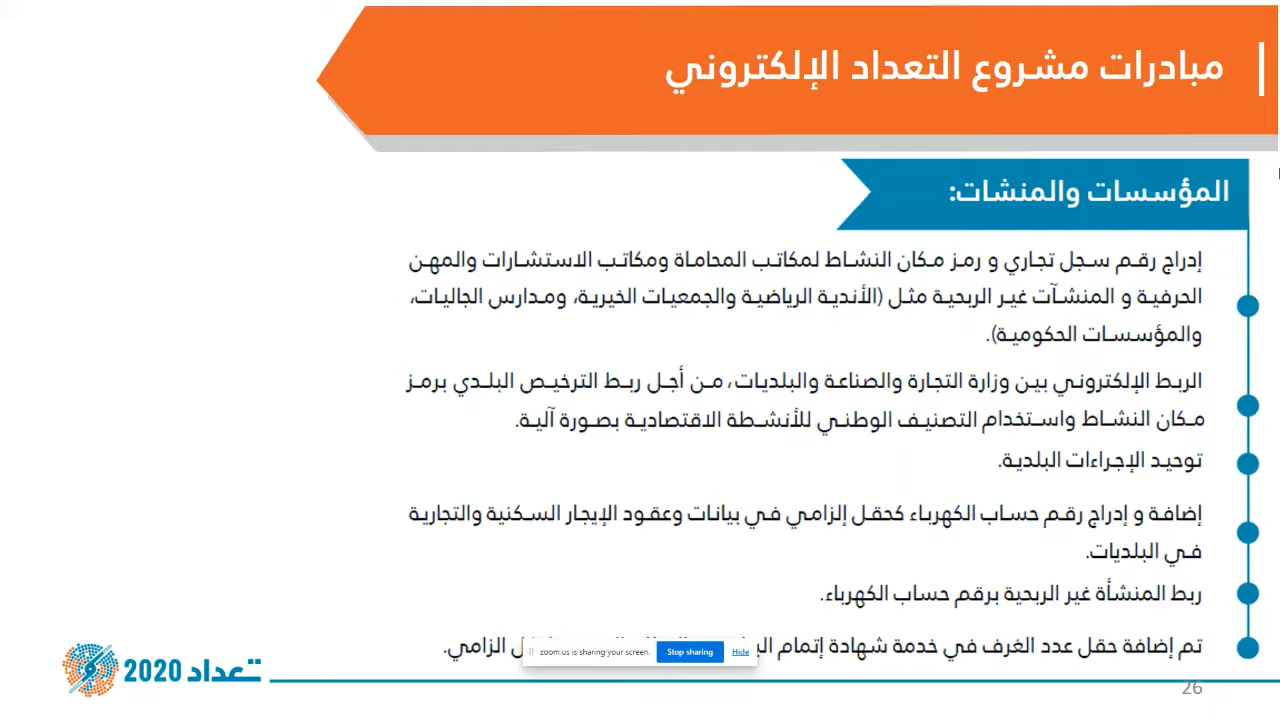 مبادرات مشروع التعداد الإلكتروني
المؤسسات والمنشات:
إدراج رقم سجل تجاري و رمز مكان النشاط لمكاتب المحاماة ومكاتب الاستشارات والمهن
الحرفية و المنشآت غير الربحية مثل (الأندية الرياضية والجمعيات الخيرية، ومدارس الجاليات،
والمؤسسات الحكومية).
الربط الإلكتروني بين وزارة التجارة والصناعة والبلديات، من أجل ربط الترخيص البلدي برمز
مكان النشاط واستخدام التصنيف الوطني للأنشطة الاقتصادية بصورة آلية.
توحيد الإجراءات البلدية.
إضافة و إدراج رقم حساب الكهرباء كحقل إلزامي في بيانات وعقود الإيجار السكنية والتجارية
في البلديات.
ربط المنشأة غير الربحية برقم حساب الكهرباء.
تم إضافة حقل عدد الغرف في خدمة شهادة إتمام الزامي.
zoom.us is sharing your screen. Stop sharing Hide
تعداد 2020
26